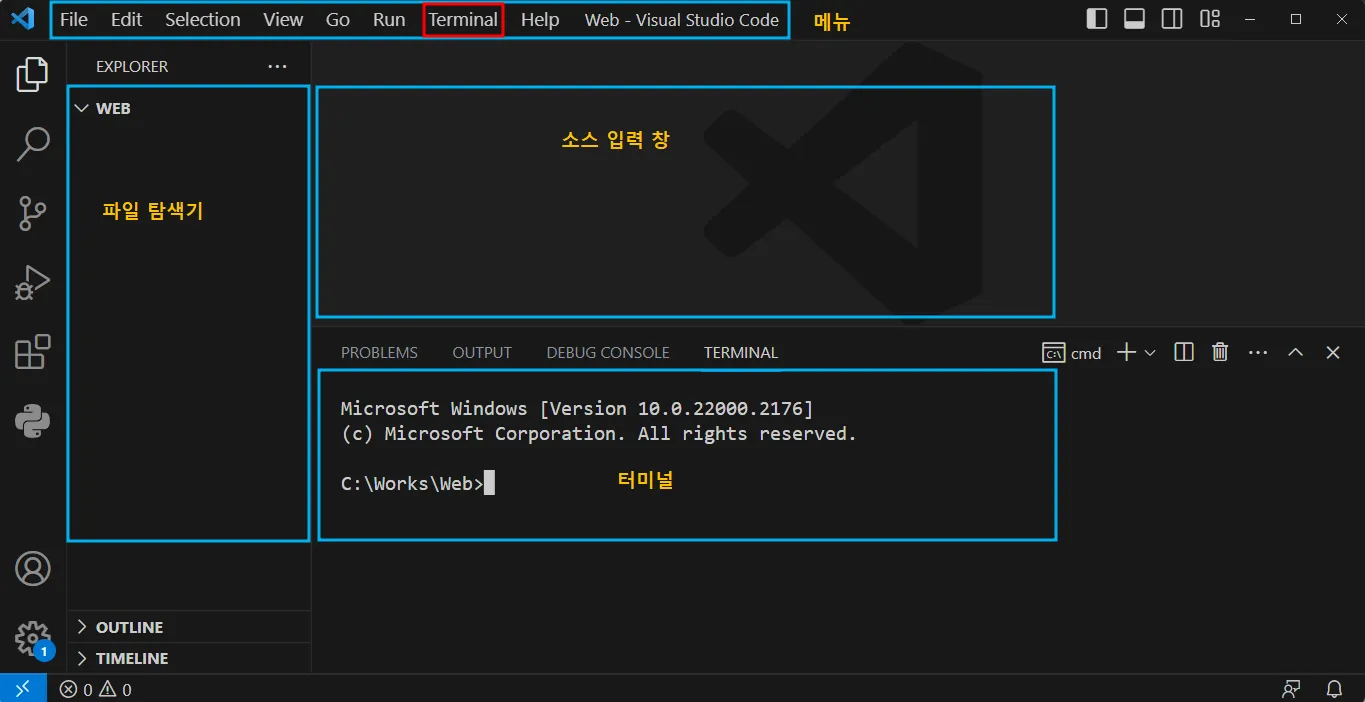 File Edit Selection View Go Run Terminal Help Web - Visual Studio Code 메뉴
EXPLORER
WEB
소스 입력 창
파일 탐색기
PROBLEMS OUTPUT DEBUG CONSOLE TERMINAL cmd
Microsoft Windows [Version 10.0.22000.2176]
(c) Microsoft Corporation. All rights reserved.
C:\Works\Web>
터미널
OUTLINE
1
TIMELINE
0 0